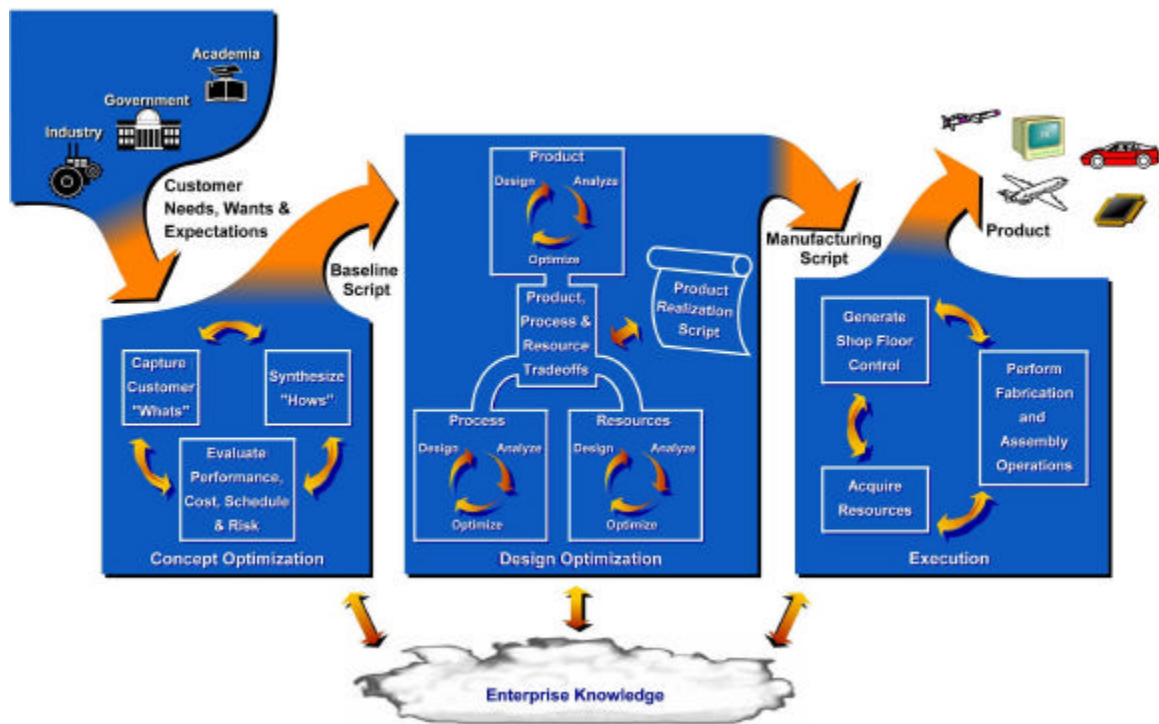 Academia
Government
Industry
Customer
Needs, Wants &
Expectations
Baseline
Script
Capture
Customer
"Whats"
Synthesize
"Hows"
Evaluate
Performance,
Cost, Schedule
& Risk
Concept Optimization
Product
Design
Analyze
Optimize
Product,
Process &
Resource
Tradeoffs
Product
Realization
Script
Process
Design
Analyze
Optimize
Resources
Design
Analyze
Optimize
Design Optimization
Manufacturing
Script
Product
Generate
Shop Floor
Control
Perform
Fabrication
and
Assembly
Operations
Acquire
Resources
Execution
Enterprise Knowledge